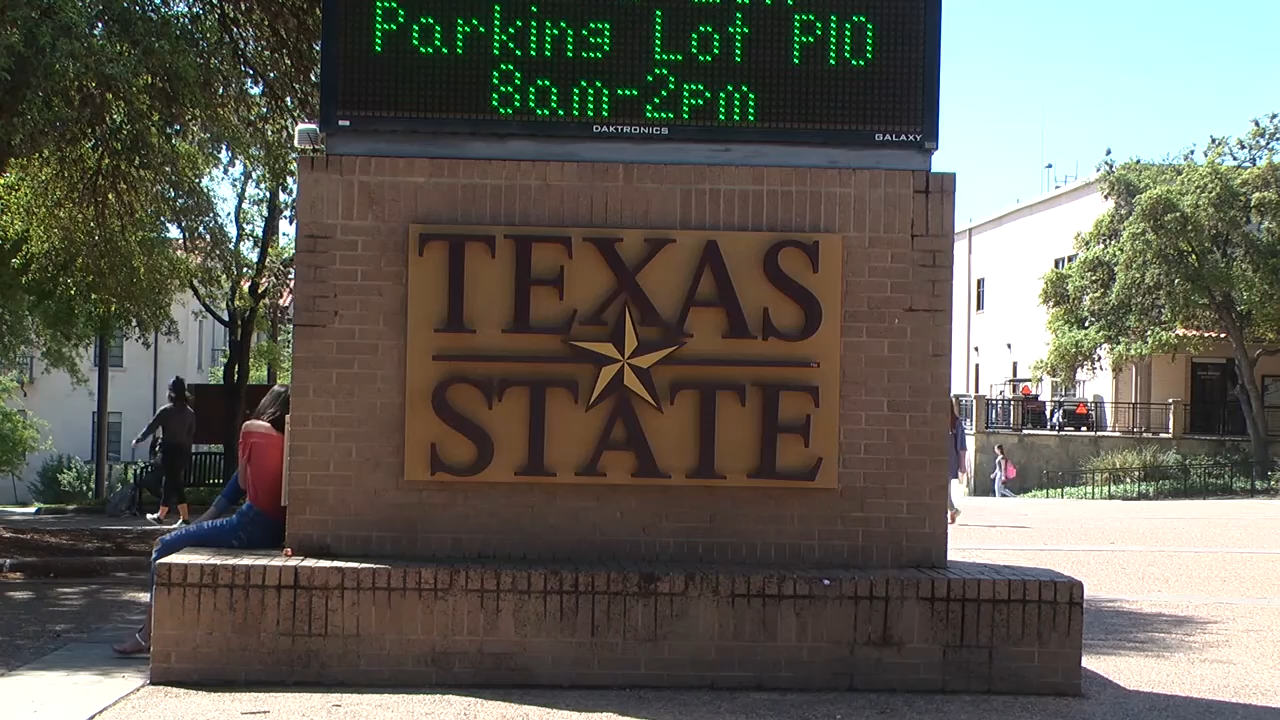 Parking Lot P10
8am-2pm
DAKTRONICS
GALAXY
TEXAS
STATE